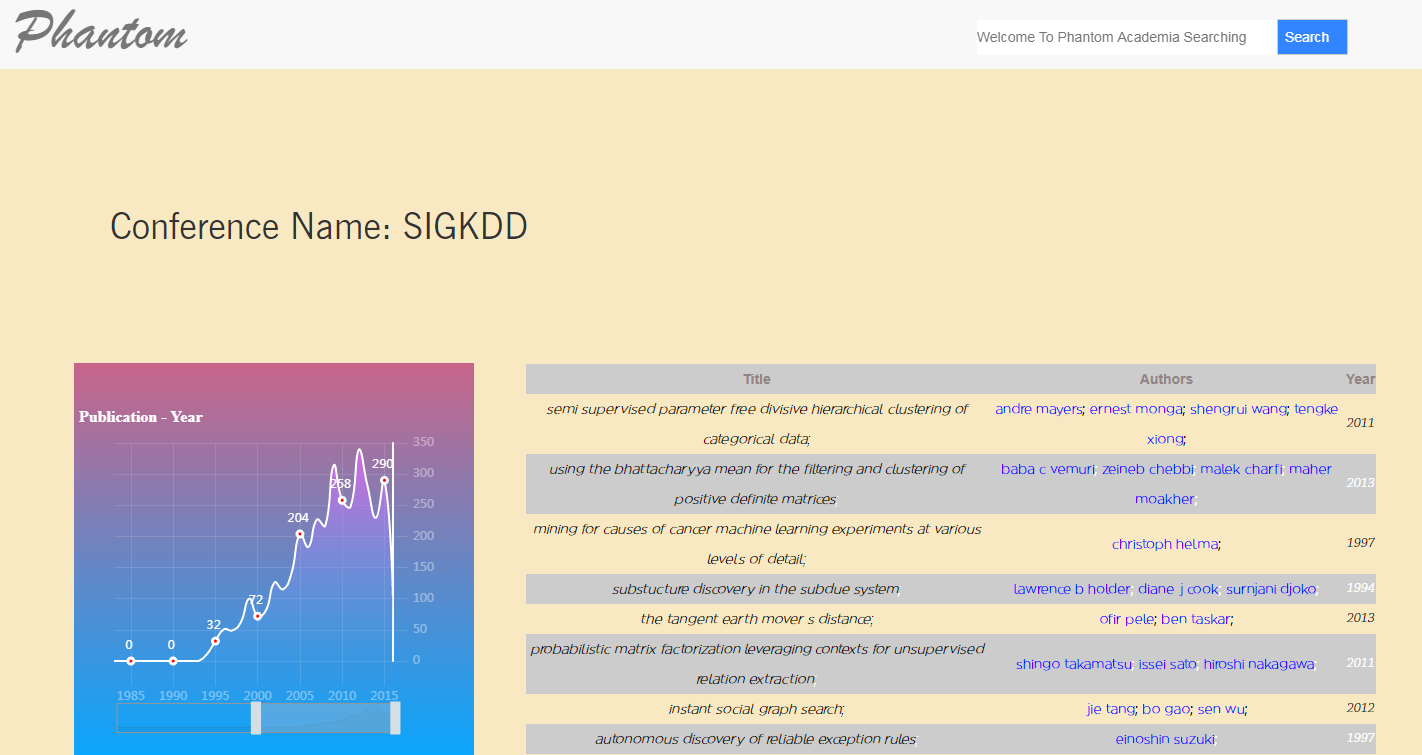 Phantom
Welcome To Phantom Academia Searching Search
Conference Name: SIGKDD
Publication - Year
350
300
290
258
250
204
200
150
100
72
50
32
0 0 0
1985 1990 1995 2000 2005 2010 2015
Title Authors Year
semi supervised parameter free divisive hierarchical clustering of
categorical data;
andre mayers; ernest monga; shengrui wang; tengke
xiong;
2011
using the bhattacharyya mean for the filtering and clustering of
positive definite matrices;
baba c vemuri; zeineb chebbi; malek charfi; maher
moakher;
2013
mining for causes of cancer machine learning experiments at various
levels of detail;
christoph helma;
1997
substucture discovery in the subdue system;
lawrence b holder; diane j cook; surnjani djoko;
1994
the tangent earth mover s distance;
ofir pele; ben taskar;
2013
probabilistic matrix factorization leveraging contexts for unsupervised
relation extraction;
shingo takamatsu; issei sato; hiroshi nakagawa;
2011
instant social graph search;
jie tang; bo gao; sen wu;
2012
autonomous discovery of reliable exception rules;
einoshin suzuki;
1997